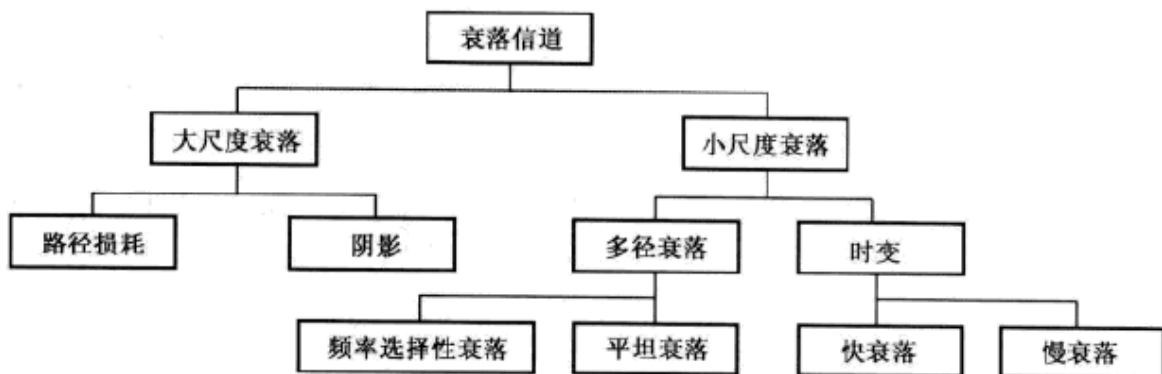 衰落信道
大尺度衰落
小尺度衰落
路径损耗
阴影
多径衰落
时变
频率选择性衰落
平坦衰落
快衰落
慢衰落